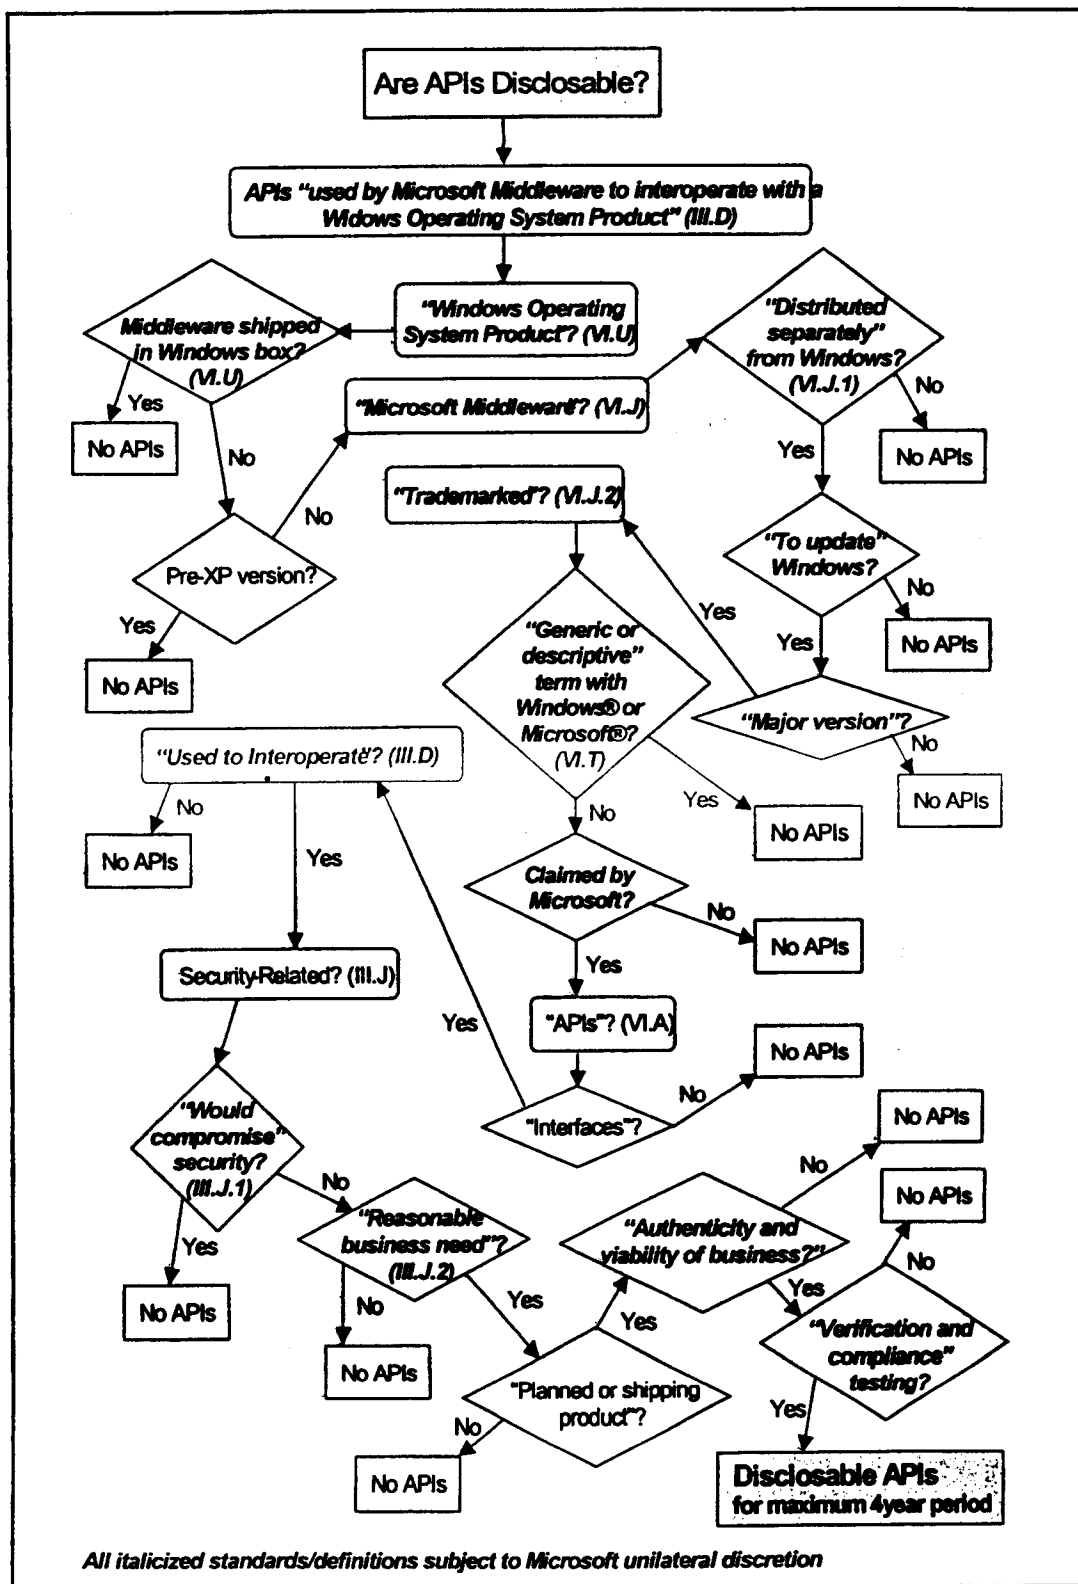 Are APIs Disclosable?
APIs "used by Microsoft Middleware to interoperate with a
Widows Operating System Product" (III.D)
"Windows Operating
System Product"? (VI.U)
Middleware shipped
in Windows box?
(VI.U)
Yes
No APIs
No
Pre-XP version?
Yes
No APIs
No
"Microsoft Middleware"? (VI.J)
"Distributed
separately"
from Windows?
(VI.J.1)
No
No APIs
Yes
"To update"
Windows?
No
No APIs
Yes
"Major version"?
No
No APIs
Yes
"Trademarked"? (VI.J.2)
"Generic or
descriptive"
term with
Windows® or
Microsoft®?
(VI.T)
Yes
No APIs
No
Claimed by
Microsoft?
No
No APIs
Yes
"APIs"? (VI.A)
"Interfaces"?
No
No APIs
Yes
"Used to Interoperate"? (III.D)
No
No APIs
Yes
Security-Related? (III.J)
"Would
compromise"
security?
(III.J.1)
Yes
No APIs
No
"Reasonable
business need"?
(III.J.2)
No
No APIs
Yes
"Planned or shipping
product"?
No
No APIs
Yes
"Authenticity and
viability of business?"
No
No APIs
Yes
"Verification and
compliance"
testing?
No
No APIs
Yes
Disclosable APIs
for maximum 4year period
All italicized standards/definitions subject to Microsoft unilateral discretion